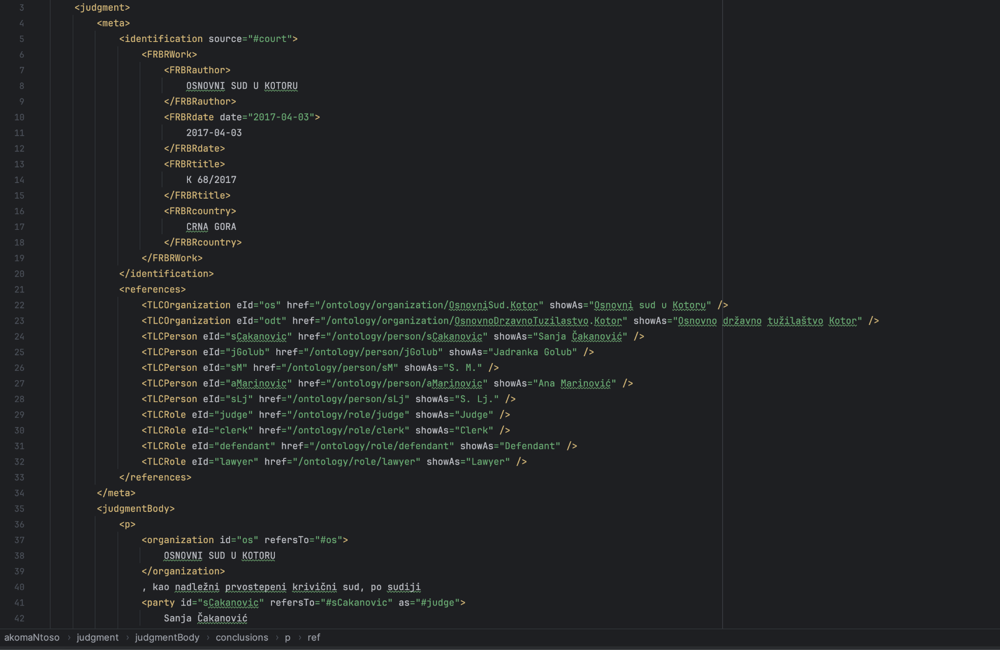 3 <judgment>
4 <meta>
5 <identification source="#court">
6 <FRBRWork>
7 <FRBRauthor>
8 OSNOVNI SUD U KOTORU
9 </FRBRauthor>
10 <FRBRdate date="2017-04-03">
11 2017-04-03
12 </FRBRdate>
13 <FRBRtitle>
14 K 68/2017
15 </FRBRtitle>
16 <FRBRcountry>
17 CRNA GORA
18 </FRBRcountry>
19 </FRBRWork>
20 </identification>
21 <references>
22 <TLCOrganization eId="os" href="/ontology/organization/OsnovniSud.Kotor" showAs="Osnovni sud u Kotoru" />
23 <TLCOrganization eId="odt" href="/ontology/organization/OsnovnoDrzavnoTuzilastvo.Kotor" showAs="Osnovno državno tužilaštvo Kotor" />
24 <TLCPerson eId="sCakanovic" href="/ontology/person/sCakanovic" showAs="Sanja Čakanović" />
25 <TLCPerson eId="jGolub" href="/ontology/person/jGolub" showAs="Jadranka Golub" />
26 <TLCPerson eId="sM" href="/ontology/person/sM" showAs="S. M." />
27 <TLCPerson eId="aMarinovic" href="/ontology/person/aMarinovic" showAs="Ana Marinović" />
28 <TLCPerson eId="sLj" href="/ontology/person/sLj" showAs="S. Lj." />
29 <TLCRole eId="judge" href="/ontology/role/judge" showAs="Judge" />
30 <TLCRole eId="clerk" href="/ontology/role/clerk" showAs="Clerk" />
31 <TLCRole eId="defendant" href="/ontology/role/defendant" showAs="Defendant" />
32 <TLCRole eId="lawyer" href="/ontology/role/lawyer" showAs="Lawyer" />
33 </references>
34 </meta>
35 <judgmentBody>
36 <p>
37 <organization id="os" refersTo="#os">
38 OSNOVNI SUD U KOTORU
39 </organization>
40 , kao nadležni prvostepeni krivični sud, po sudiji
41 <party id="sCakanovic" refersTo="#sCakanovic" as="#judge">
42 Sanja Čakanović
akomaNtoso › judgment › judgmentBody › conclusions › p › ref